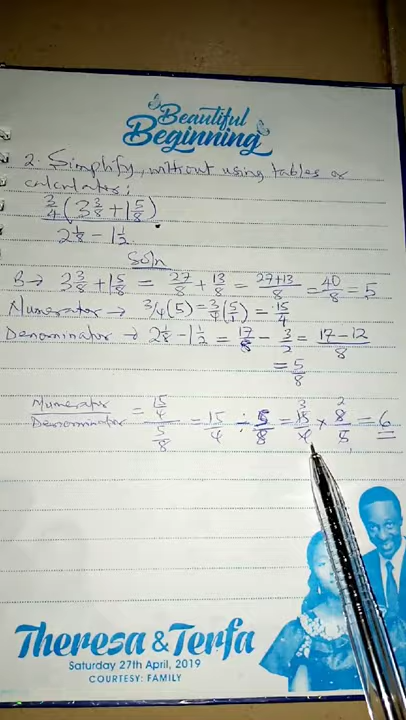 Beautiful
Beginning
2. Simplify, without using tables or
calculator;
3/4 (3 3/8 + 1 5/8)
2 1/8 - 1 1/2
Soln
B → 3 3/8 + 1 5/8 = 27/8 + 13/8 = 27+13/8 = 40/8 = 5
Numerator → 3/4(5) = 3/4(5/1) = 15/4
Denominator → 2 1/8 - 1 1/2 = 17/8 - 3/2 = 17-12/8
= 5/8
Numerator/Denominator = 15/4 / 5/8 = 15/4 ÷ 5/8 = 3 15/4 × 2 8/5 = 6
Theresa & Terfa
Saturday 27th April, 2019
COURTESY: FAMILY